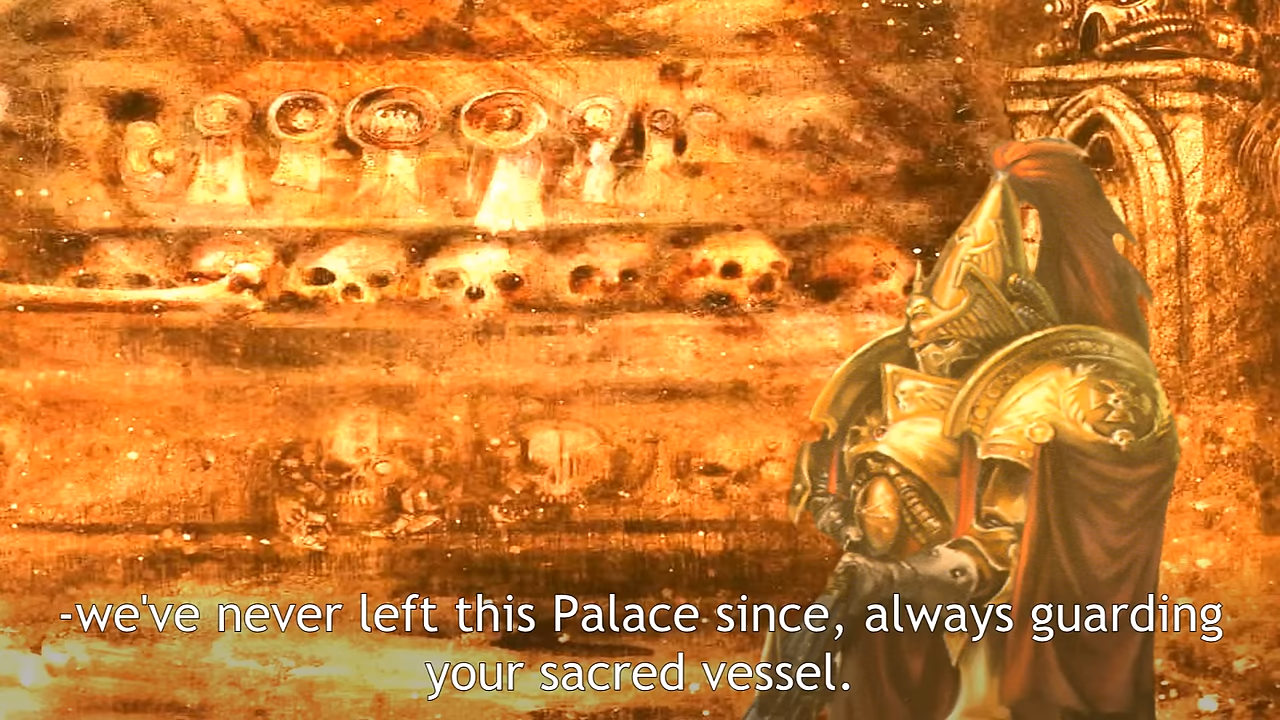 -we've never left this Palace since, always guarding
your sacred vessel.